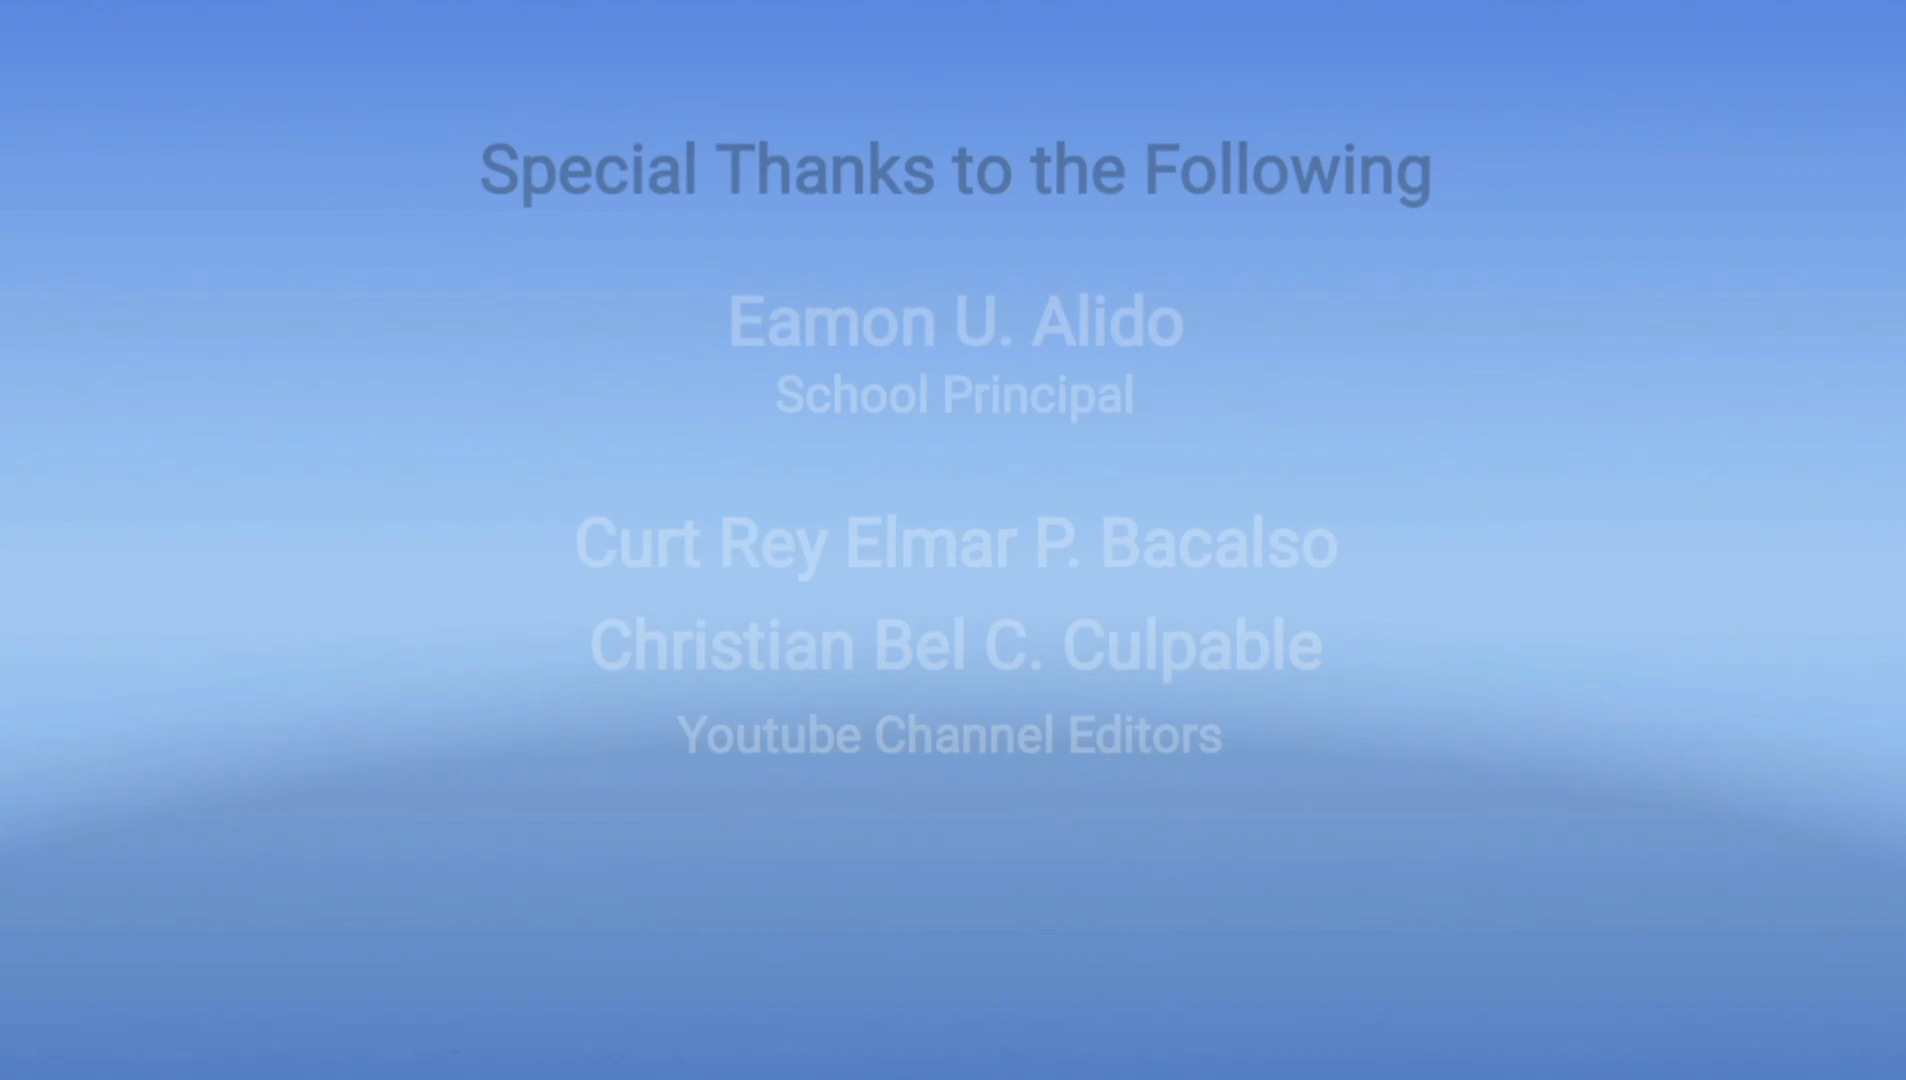 Special Thanks to the Following
Eamon U. Alido
School Principal
Curt Rey Elmar P. Bacalso
Christian Bel C. Culpable
Youtube Channel Editors